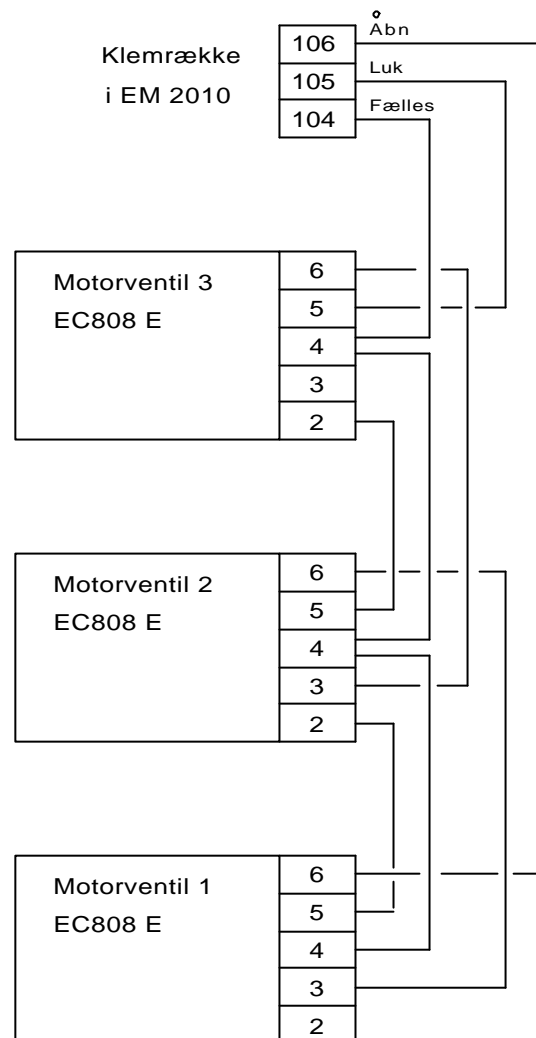 Klemrække
i EM 2010
106
Åbn
105
Luk
104
Fælles
Motorventil 3
EC808 E
6
5
4
3
2
Motorventil 2
EC808 E
6
5
4
3
2
Motorventil 1
EC808 E
6
5
4
3
2